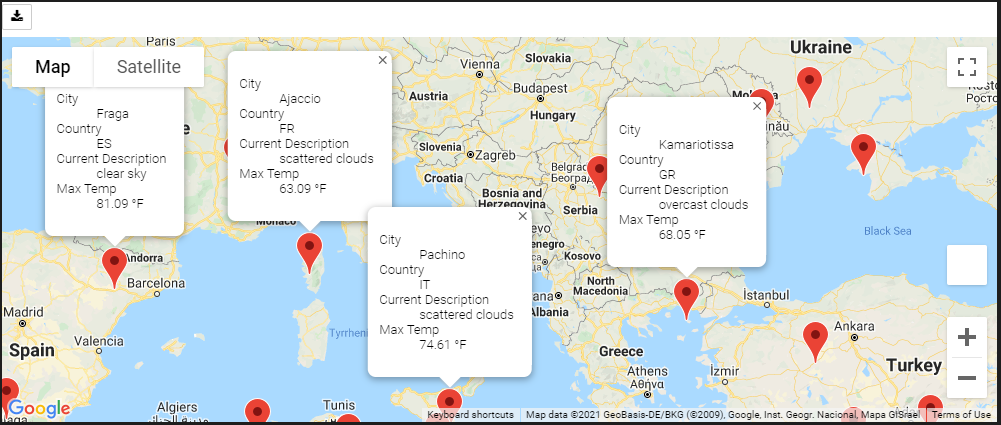 Map
Satellite
City
Fraga
Country
ES
Current Description
clear sky
Max Temp
81.09 °F
City
Ajaccio
Country
FR
Current Description
scattered clouds
Max Temp
63.09 °F
City
Pachino
Country
IT
Current Description
scattered clouds
Max Temp
74.61 °F
City
Kamariotissa
Country
GR
Current Description
overcast clouds
Max Temp
68.05 °F
Paris
Vienna
Slovakia
Ukraine
Austria
Budapest
Hungary
Slovenia
Zagreb
Croatia
Bosnia and
Herzegovina
Belgrade
Београд
Serbia
Kosovo
North
Macedonia
Albania
Monaco
Andorra
Barcelona
Madrid
Valencia
Spain
Black Sea
İstanbul
Ankara
Turkey
Greece
Athens
Αθήνα
İzmir
Algiers
Tunis
Google
Keyboard shortcuts
Map data ©2021 GeoBasis-DE/BKG (©2009), Google, Inst. Geogr. Nacional, Mapa GISrael
Terms of Use